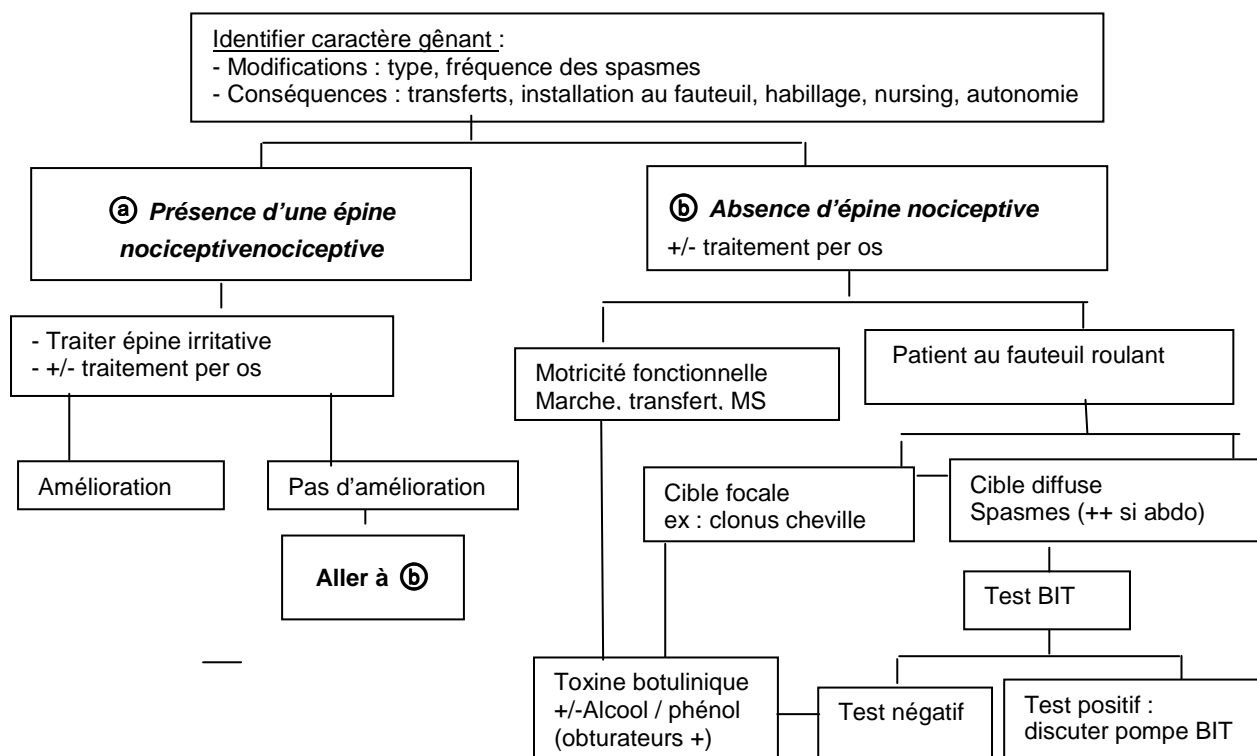 Identifier caractère gênant :
- Modifications : type, fréquence des spasmes
- Conséquences : transferts, installation au fauteuil, habillage, nursing, autonomie
ⓐ Présence d’une épine
nociceptivenociceptive
ⓑ Absence d’épine nociceptive
+/- traitement per os
- Traiter épine irritative
- +/- traitement per os
Motricité fonctionnelle
Marche, transfert, MS
Patient au fauteuil roulant
Amélioration
Pas d’amélioration
Cible focale
ex : clonus cheville
Cible diffuse
Spasmes (++ si abdo)
Aller à ⓑ
Test BIT
Toxine botulinique
+/-Alcool / phénol
(obturateurs +)
Test négatif
Test positif :
discuter pompe BIT